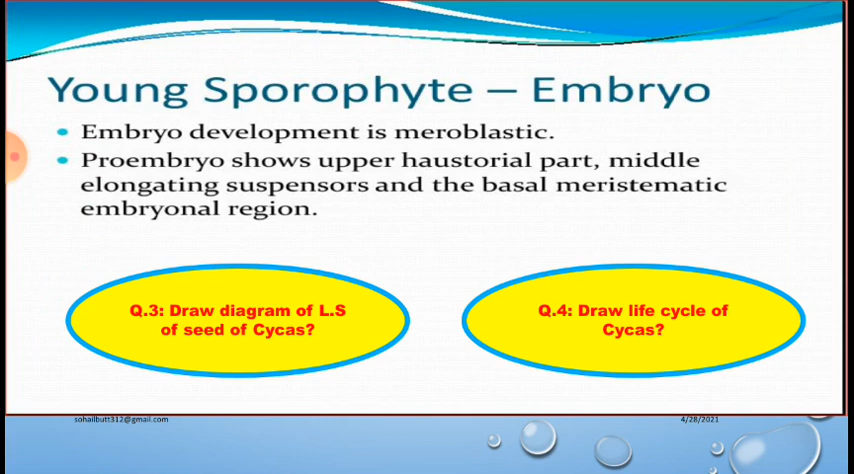 Young Sporophyte – Embryo
• Embryo development is meroblastic.
• Proembryo shows upper haustorial part, middle
elongating suspensors and the basal meristematic
embryonal region.
Q.3: Draw diagram of L.S
of seed of Cycas?
Q.4: Draw life cycle of
Cycas?
sohailbutt312@gmail.com
4/28/2021